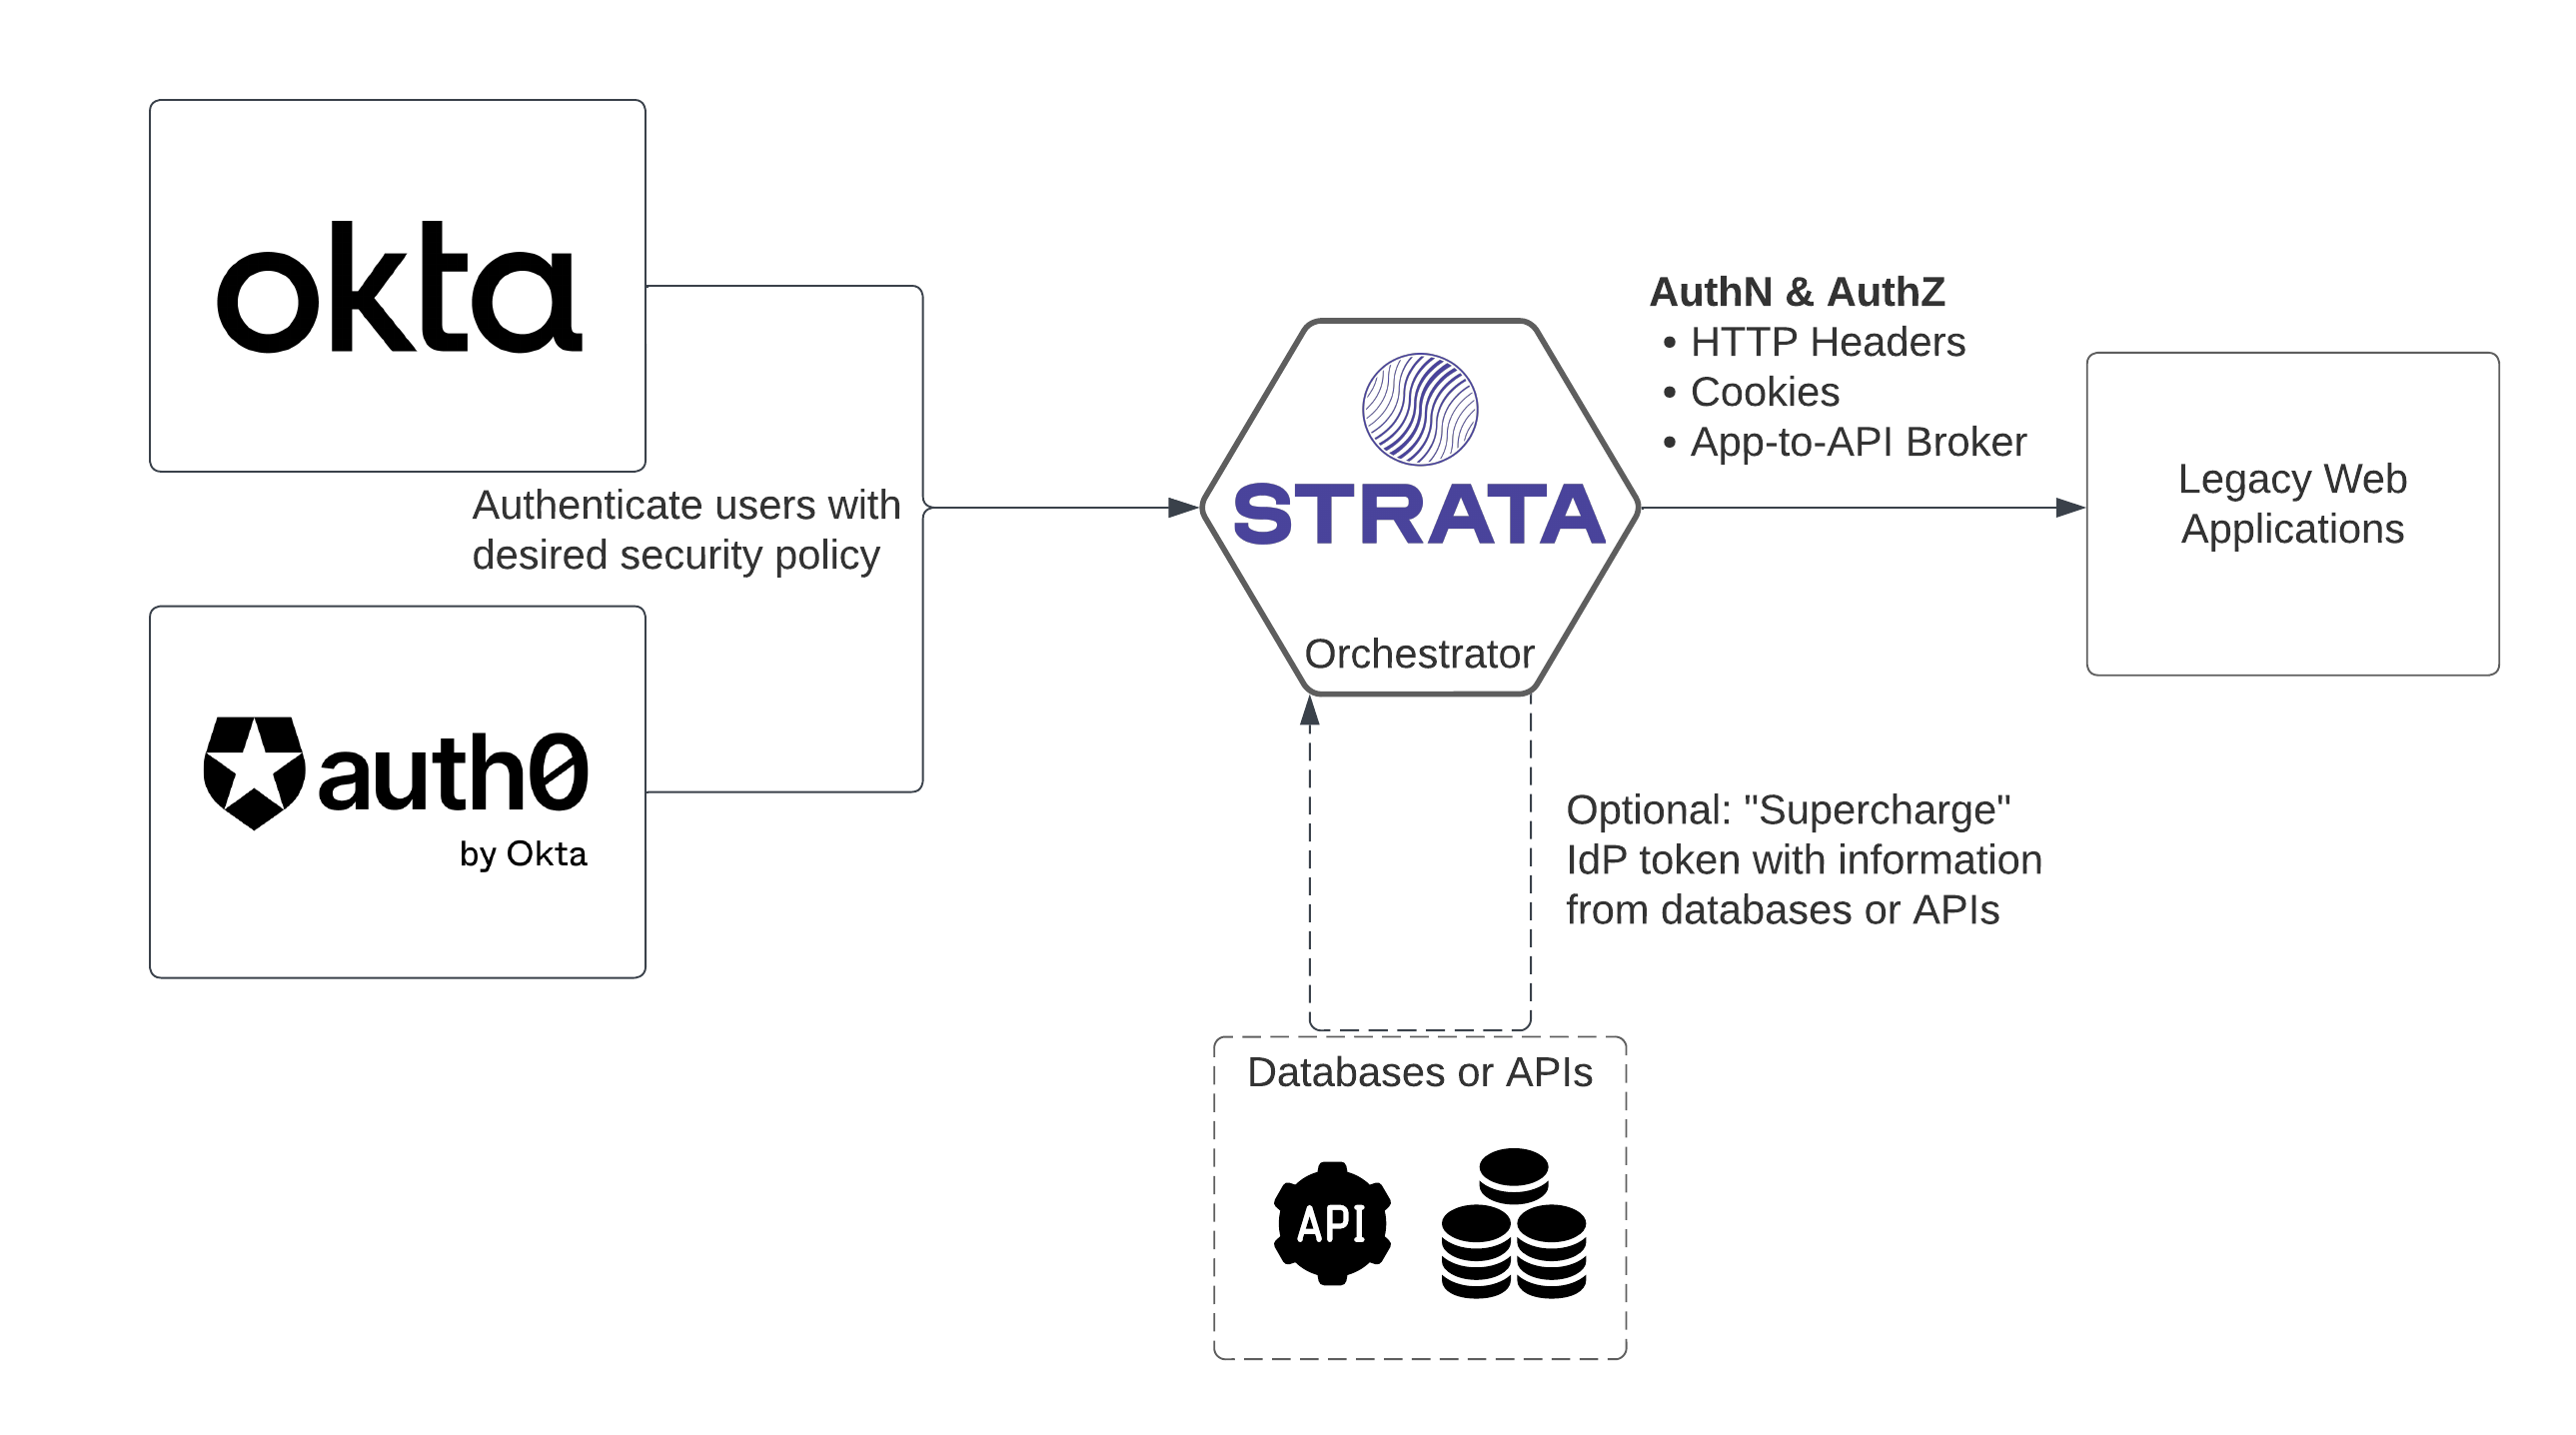 okta
Authenticate users with
desired security policy
auth0
by Okta
STRATA
Orchestrator
AuthN & AuthZ
• HTTP Headers
• Cookies
• App-to-API Broker
Legacy Web
Applications
Optional: "Supercharge"
IdP token with information
from databases or APIs
Databases or APIs
API